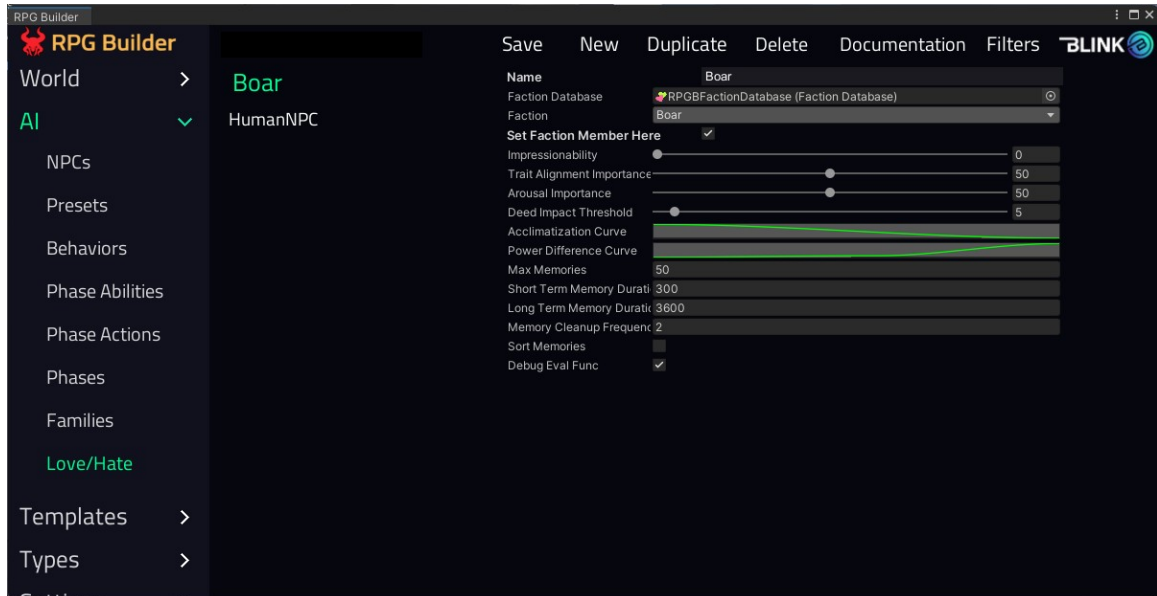 RPG Builder
RPG Builder
Save New Duplicate Delete Documentation Filters BLINK
World
AI
NPCs
Presets
Behaviors
Phase Abilities
Phase Actions
Phases
Families
Love/Hate
Templates
Types
Boar
HumanNPC
Name Boar
Faction Database RPGBFactionDatabase (Faction Database)
Faction Boar
Set Faction Member Here
Impressionability 0
Trait Alignment Importance 50
Arousal Importance 50
Deed Impact Threshold 5
Acclimatization Curve
Power Difference Curve
Max Memories 50
Short Term Memory Durati 300
Long Term Memory Durati 3600
Memory Cleanup Frequenc 2
Sort Memories
Debug Eval Func